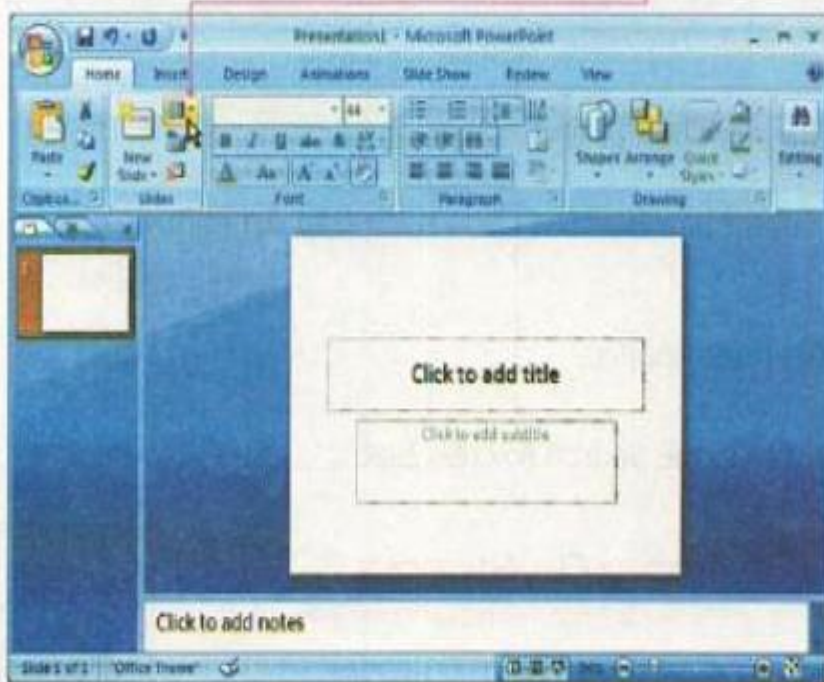 Presentation1 - Microsoft PowerPoint
Home Insert Design Animations Slide Show Review View
Paste New Slide Shapes Arrange Quick Styles Editing
44
B I U abc S
Aa A A
Slides Font Paragraph Drawing
Click to add title
Click to add subtitle
Click to add notes
Slide 1 of 1 "Office Theme"